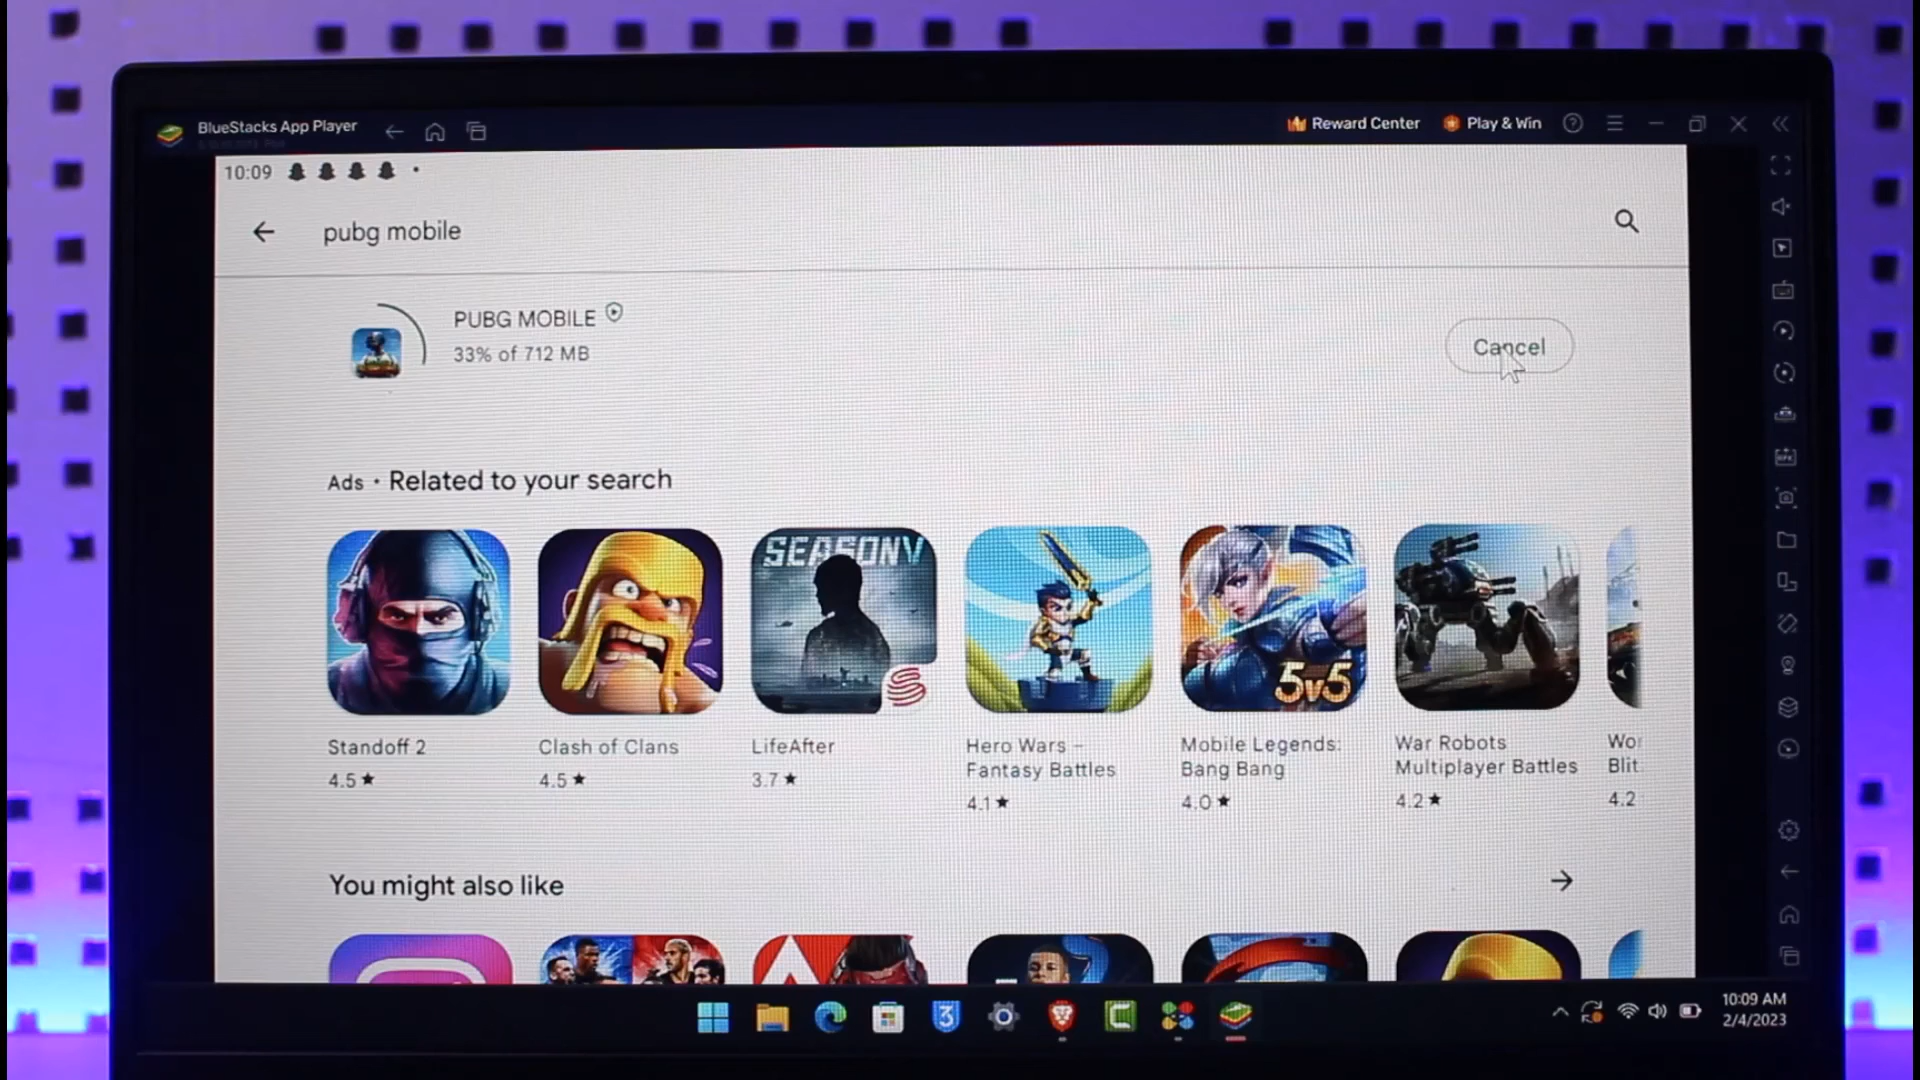 BlueStacks App Player
Reward Center
Play & Win
10:09
pubg mobile
PUBG MOBILE
33% of 712 MB
Cancel
Ads • Related to your search
SEASON V
5v5
Standoff 2
4.5 ★
Clash of Clans
4.5 ★
LifeAfter
3.7 ★
Hero Wars –
Fantasy Battles
4.1 ★
Mobile Legends:
Bang Bang
4.0 ★
War Robots
Multiplayer Battles
4.2 ★
Wor
Blit
4.2
You might also like
10:09 AM
2/4/2023